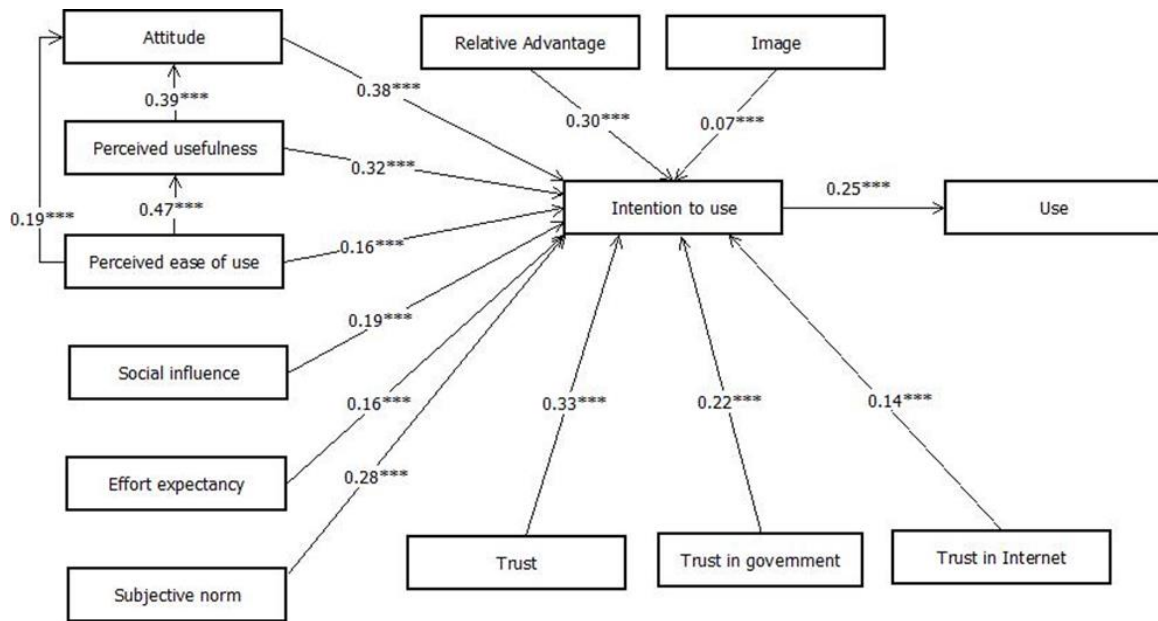 Attitude
Relative Advantage
Image
0.38***
0.39***
0.30***
0.07***
Perceived usefulness
0.32***
0.25***
Intention to use
Use
0.19***
0.47***
0.16***
Perceived ease of use
0.19***
Social influence
0.16***
0.33***
0.22***
0.14***
Effort expectancy
0.28***
Trust
Trust in government
Trust in Internet
Subjective norm